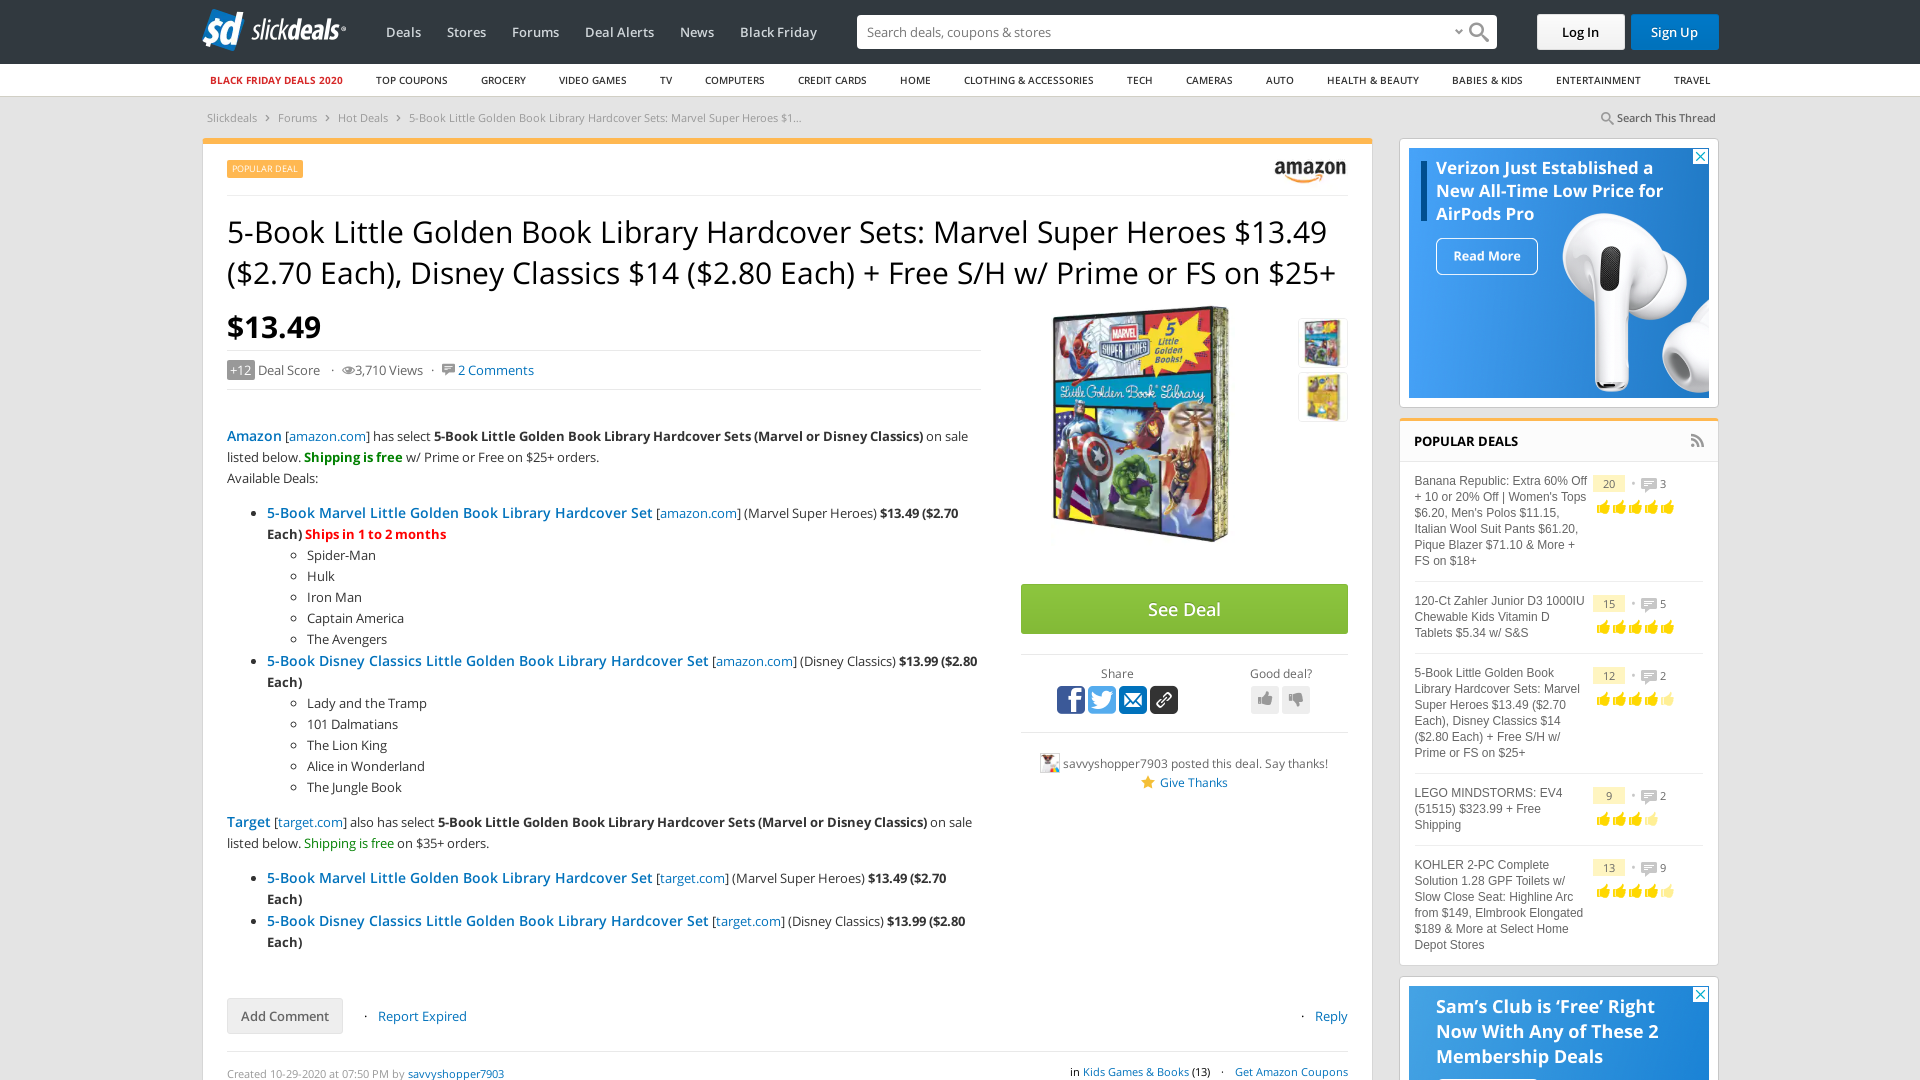 sd slickdeals
Deals Stores Forums Deal Alerts News Black Friday
Search deals, coupons & stores
Log In
Sign Up
BLACK FRIDAY DEALS 2020 TOP COUPONS GROCERY VIDEO GAMES TV COMPUTERS CREDIT CARDS HOME CLOTHING & ACCESSORIES TECH CAMERAS AUTO HEALTH & BEAUTY BABIES & KIDS ENTERTAINMENT TRAVEL
Slickdeals › Forums › Hot Deals › 5-Book Little Golden Book Library Hardcover Sets: Marvel Super Heroes $1...
Search This Thread
POPULAR DEAL
amazon
5-Book Little Golden Book Library Hardcover Sets: Marvel Super Heroes $13.49
($2.70 Each), Disney Classics $14 ($2.80 Each) + Free S/H w/ Prime or FS on $25+
$13.49
+12 Deal Score · 3,710 Views · 2 Comments
Amazon [amazon.com] has select 5-Book Little Golden Book Library Hardcover Sets (Marvel or Disney Classics) on sale
listed below. Shipping is free w/ Prime or Free on $25+ orders.
Available Deals:
• 5-Book Marvel Little Golden Book Library Hardcover Set [amazon.com] (Marvel Super Heroes) $13.49 ($2.70
Each) Ships in 1 to 2 months
Spider-Man
Hulk
Iron Man
Captain America
The Avengers
• 5-Book Disney Classics Little Golden Book Library Hardcover Set [amazon.com] (Disney Classics) $13.99 ($2.80
Each)
Lady and the Tramp
101 Dalmatians
The Lion King
Alice in Wonderland
The Jungle Book
Target [target.com] also has select 5-Book Little Golden Book Library Hardcover Sets (Marvel or Disney Classics) on sale
listed below. Shipping is free on $35+ orders.
• 5-Book Marvel Little Golden Book Library Hardcover Set [target.com] (Marvel Super Heroes) $13.49 ($2.70
Each)
• 5-Book Disney Classics Little Golden Book Library Hardcover Set [target.com] (Disney Classics) $13.99 ($2.80
Each)
MARVEL
SUPER HEROES
5
Little
Golden
Books!
Little Golden Book Library
See Deal
Share
Good deal?
savvyshopper7903 posted this deal. Say thanks!
Give Thanks
Add Comment
· Report Expired
· Reply
Created 10-29-2020 at 07:50 PM by savvyshopper7903
in Kids Games & Books (13) · Get Amazon Coupons
Verizon Just Established a
New All-Time Low Price for
AirPods Pro
Read More
POPULAR DEALS
Banana Republic: Extra 60% Off
+ 10 or 20% Off | Women's Tops
$6.20, Men's Polos $11.15,
Italian Wool Suit Pants $61.20,
Pique Blazer $71.10 & More +
FS on $18+
20 • 3
120-Ct Zahler Junior D3 1000IU
Chewable Kids Vitamin D
Tablets $5.34 w/ S&S
15 • 5
5-Book Little Golden Book
Library Hardcover Sets: Marvel
Super Heroes $13.49 ($2.70
Each), Disney Classics $14
($2.80 Each) + Free S/H w/
Prime or FS on $25+
12 • 2
LEGO MINDSTORMS: EV4
(51515) $323.99 + Free
Shipping
9 • 2
KOHLER 2-PC Complete
Solution 1.28 GPF Toilets w/
Slow Close Seat: Highline Arc
from $149, Elmbrook Elongated
$189 & More at Select Home
Depot Stores
13 • 9
Sam's Club is ‘Free’ Right
Now With Any of These 2
Membership Deals